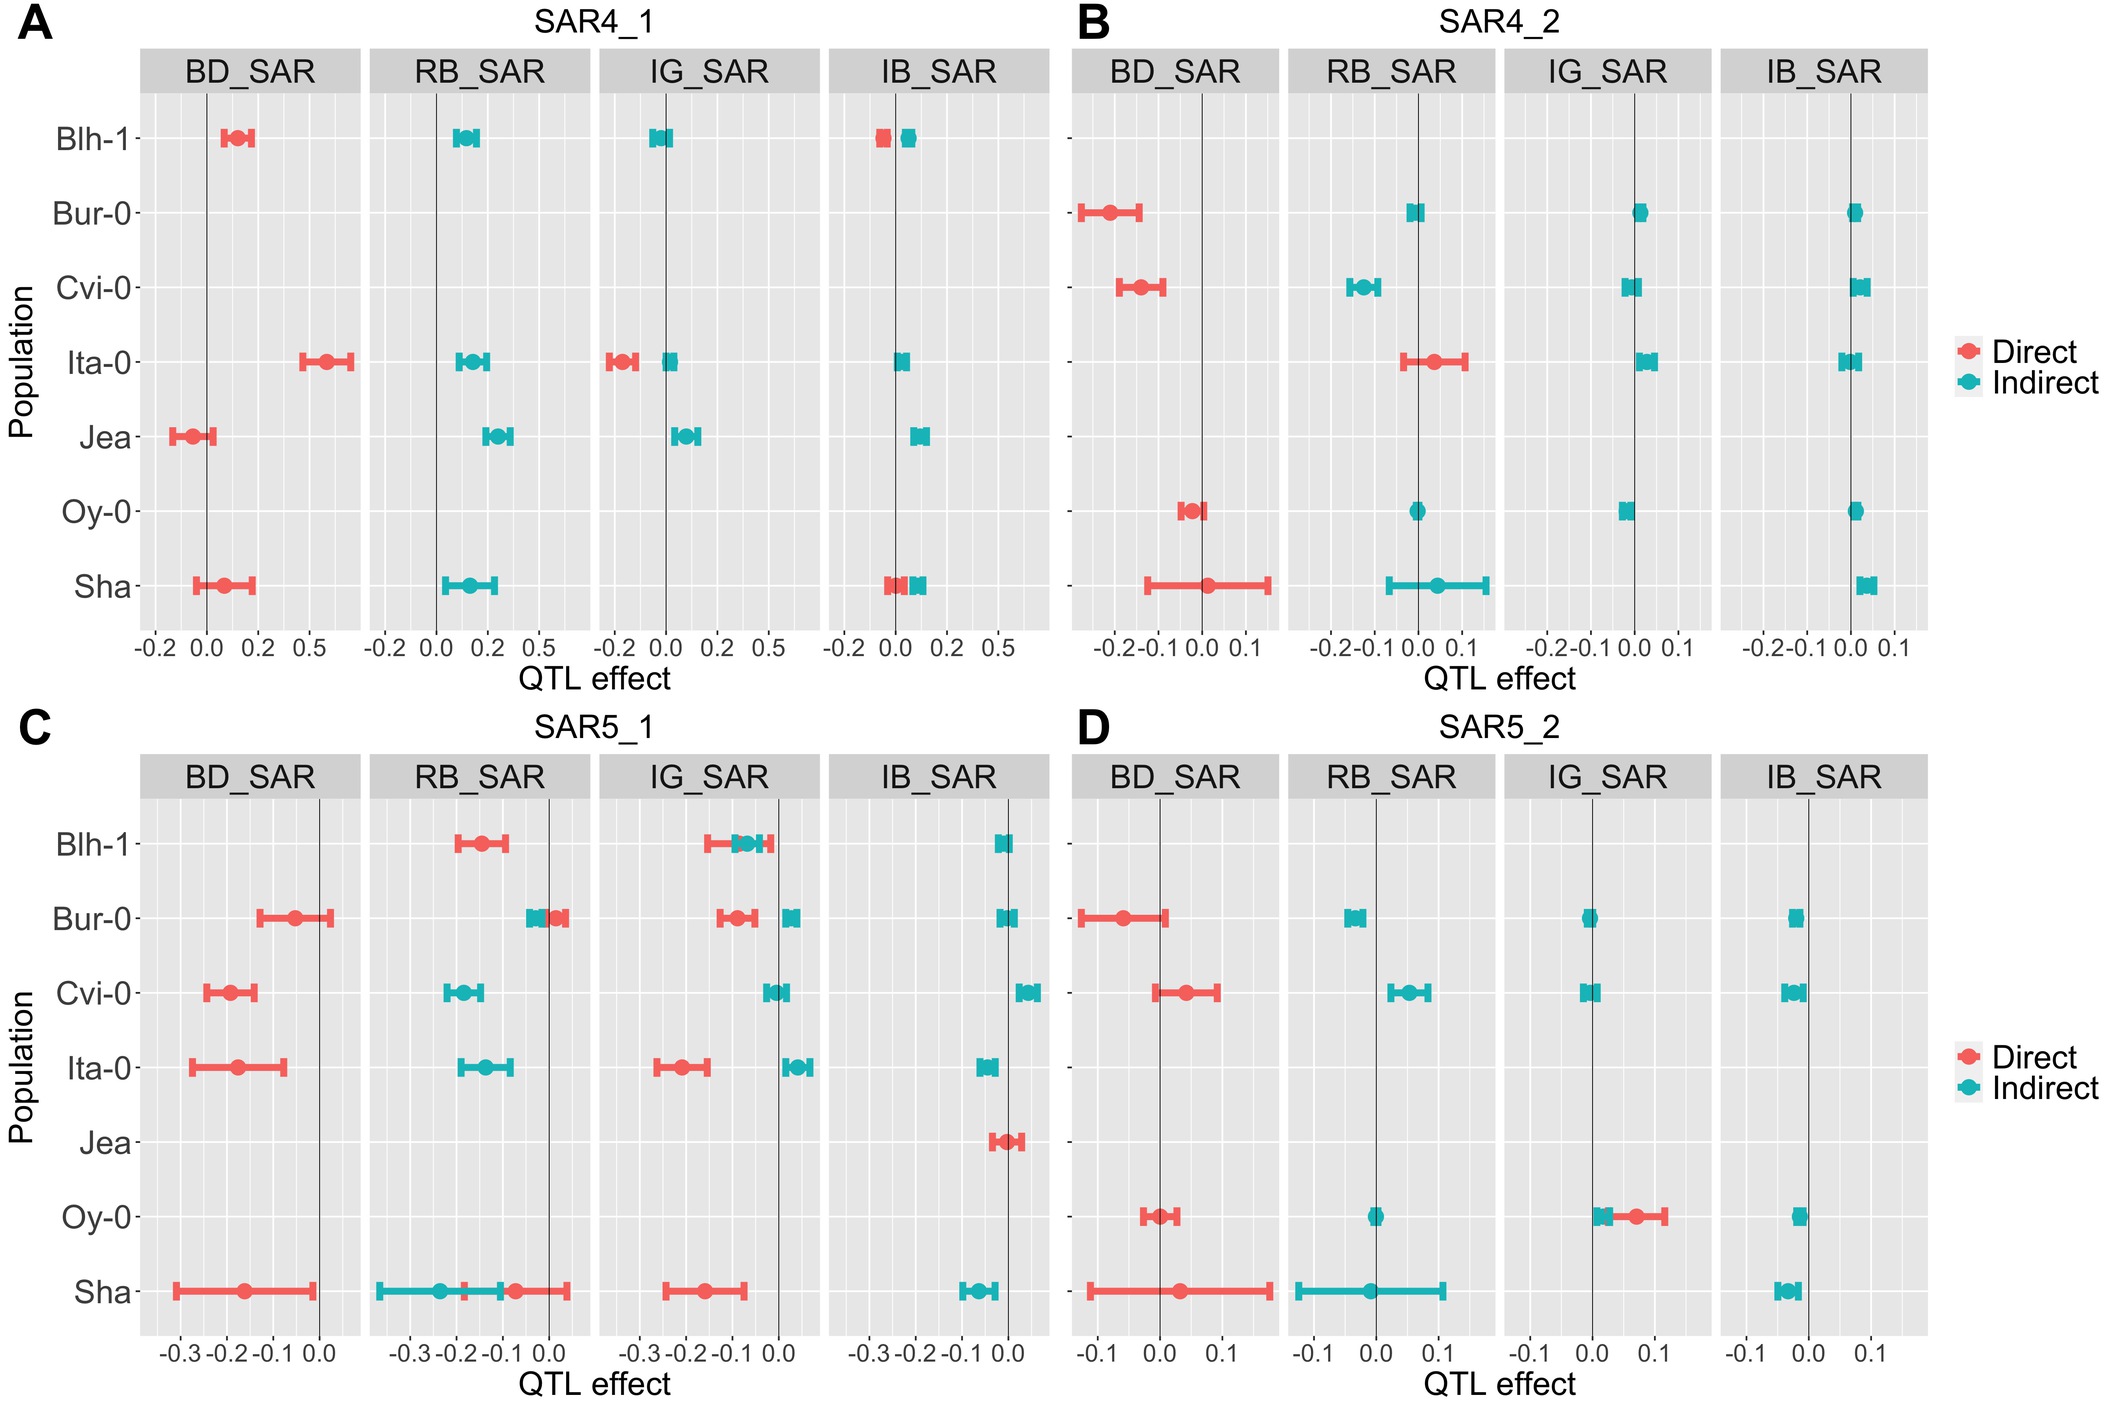 A SAR4_1 B SAR4_2
BD_SAR RB_SAR IG_SAR IB_SAR BD_SAR RB_SAR IG_SAR IB_SAR
Blh-1
Bur-0
Cvi-0
Ita-0
Jea
Oy-0
Sha
Population
Direct
Indirect
-0.2 0.0 0.2 0.5 -0.2 0.0 0.2 0.5 -0.2 0.0 0.2 0.5 -0.2 0.0 0.2 0.5 -0.2 -0.1 0.0 0.1 -0.2 -0.1 0.0 0.1 -0.2 -0.1 0.0 0.1 -0.2 -0.1 0.0 0.1
QTL effect QTL effect
C SAR5_1 D SAR5_2
BD_SAR RB_SAR IG_SAR IB_SAR BD_SAR RB_SAR IG_SAR IB_SAR
Blh-1
Bur-0
Cvi-0
Ita-0
Jea
Oy-0
Sha
Population
Direct
Indirect
-0.3 -0.2 -0.1 0.0 -0.3 -0.2 -0.1 0.0 -0.3 -0.2 -0.1 0.0 -0.3 -0.2 -0.1 0.0 -0.1 0.0 0.1 -0.1 0.0 0.1 -0.1 0.0 0.1 -0.1 0.0 0.1
QTL effect QTL effect